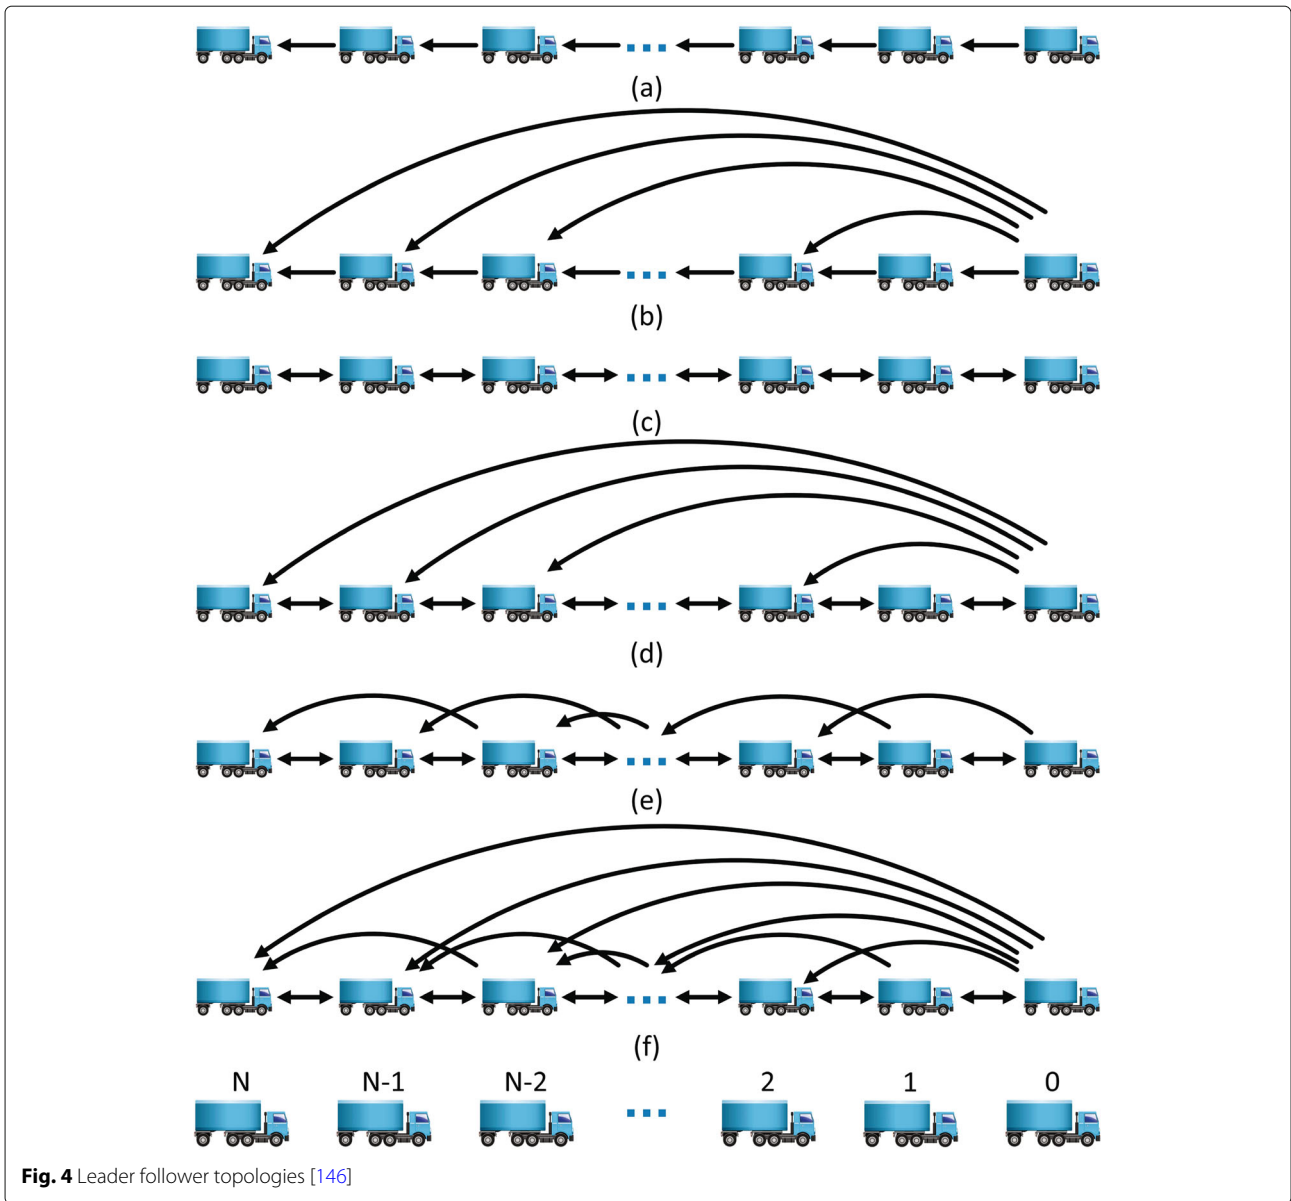 (a)
(b)
(c)
(d)
(e)
(f)
N N-1 N-2 ... 2 1 0
Fig. 4 Leader follower topologies [146]